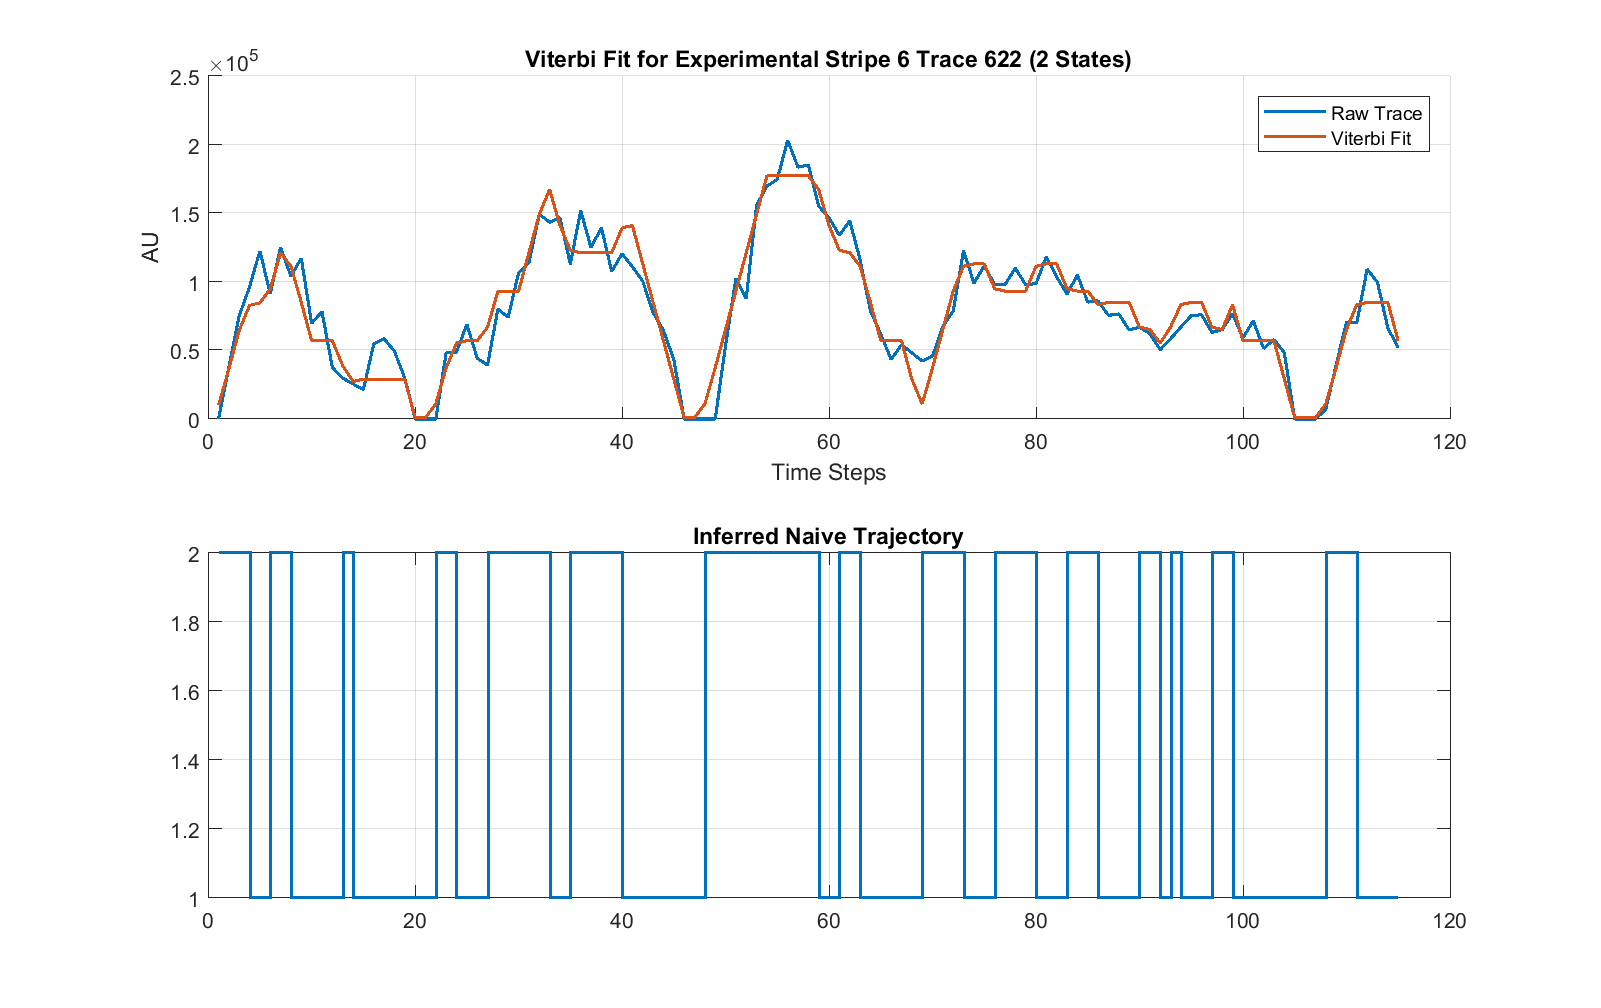 Viterbi Fit for Experimental Stripe 6 Trace 622 (2 States)
×10^5
2.5
2
1.5
1
0.5
0
AU
Raw Trace
Viterbi Fit
0 20 40 60 80 100 120
Time Steps
Inferred Naive Trajectory
2
1.8
1.6
1.4
1.2
1
0 20 40 60 80 100 120